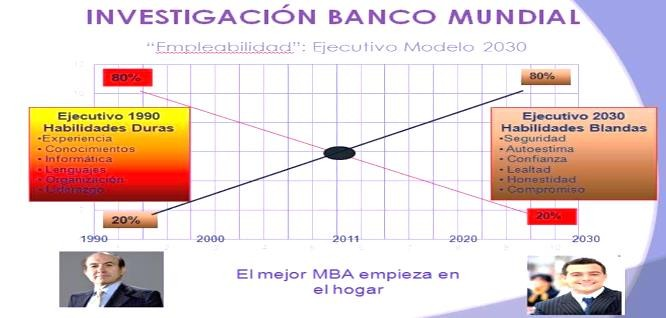 INVESTIGACIÓN BANCO MUNDIAL
“Empleabilidad”: Ejecutivo Modelo 2030
80%
80%
Ejecutivo 1990
Habilidades Duras
•Experiencia
• Conocimientos
• Informática
• Lenguajes
• Organización
• Liderazgo
Ejecutivo 2030
Habilidades Blandas
•Seguridad
• Autoestima
• Confianza
• Lealtad
• Honestidad
• Compromiso
20%
20%
1990 2000 2011 2020 2030
El mejor MBA empieza en
el hogar